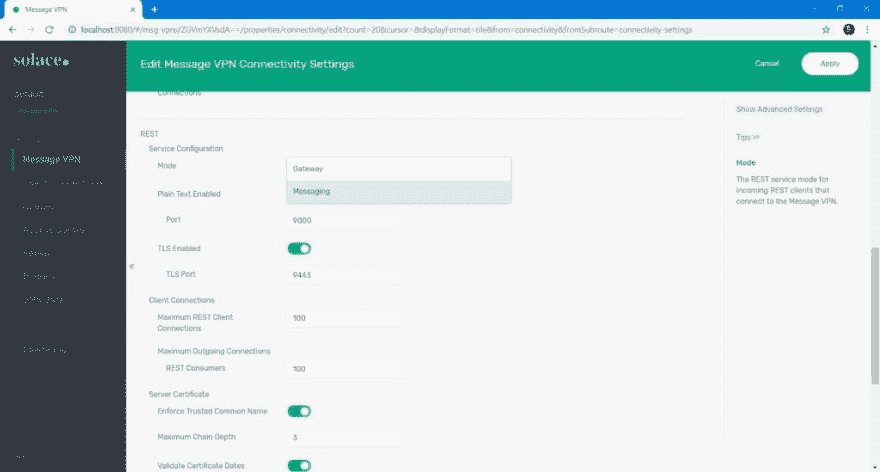 Message VPN
localhost:8080/#/msg-vpns/ZGVmYXVsdA==/properties/connectivity/edit?count=20&cursor=&displayFormat=tile&from=connectivity&fromSubroute=connectivity-settings
solace.
Edit Message VPN Connectivity Settings
Cancel
Apply
Message VPN
Connections
REST
Service Configuration
Mode
Gateway
Messaging
Plain Text Enabled
Port
9000
TLS Enabled
TLS Port
9443
Client Connections
Maximum REST Client
Connections
100
Maximum Outgoing Connections
REST Consumers
100
Server Certificate
Enforce Trusted Common Name
Maximum Chain Depth
3
Validate Certificate Dates
Show Advanced Settings
Tips >>
Mode
The REST service mode for
incoming REST clients that
connect to the Message VPN.